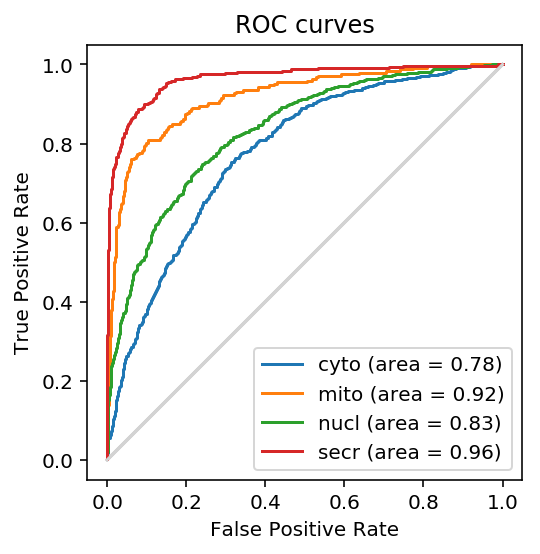 ROC curves
True Positive Rate
1.0
0.8
0.6
0.4
0.2
0.0
cyto (area = 0.78)
mito (area = 0.92)
nucl (area = 0.83)
secr (area = 0.96)
0.0 0.2 0.4 0.6 0.8 1.0
False Positive Rate